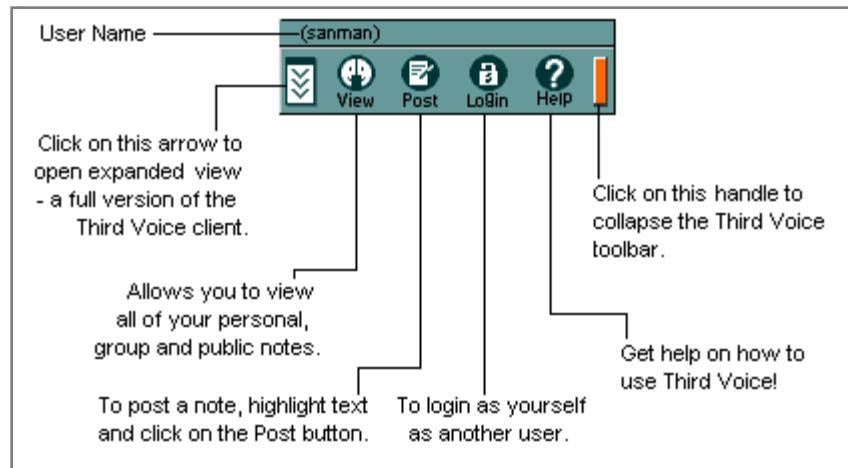 User Name
(sanman)
View
Post
Login
Help
Click on this arrow to
open expanded view
- a full version of the
Third Voice client.
Click on this handle to
collapse the Third Voice
toolbar.
Allows you to view
all of your personal,
group and public notes.
Get help on how to
use Third Voice!
To post a note, highlight text
and click on the Post button.
To login as yourself
as another user.